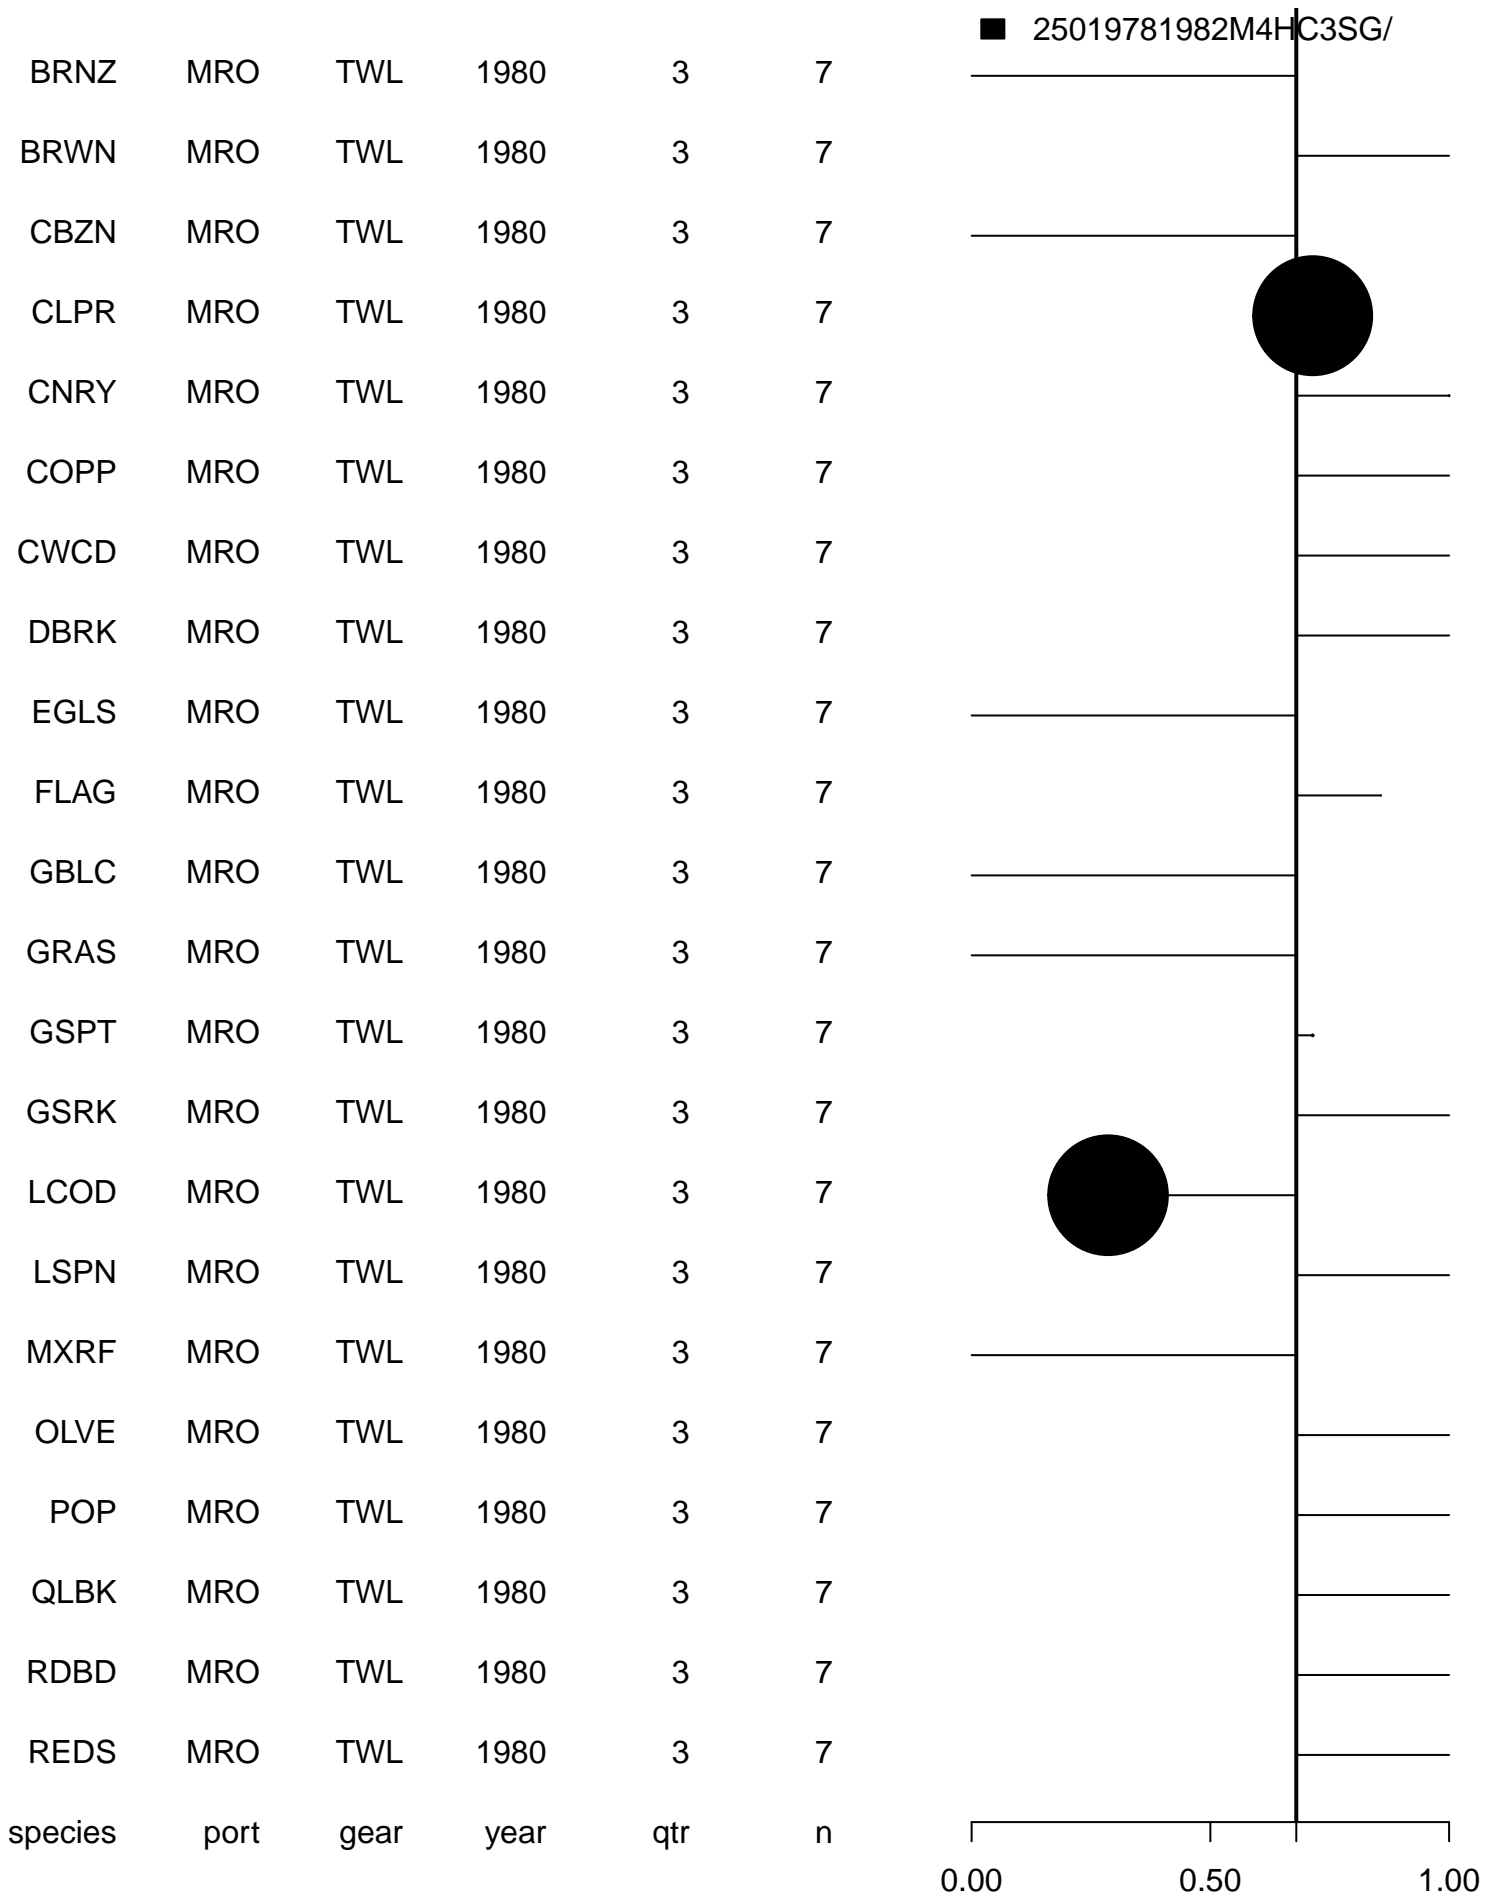 25019781982M4HC3SG/
BRNZ MRO TWL 1980 3 7
BRWN MRO TWL 1980 3 7
CBZN MRO TWL 1980 3 7
CLPR MRO TWL 1980 3 7
CNRY MRO TWL 1980 3 7
COPP MRO TWL 1980 3 7
CWCD MRO TWL 1980 3 7
DBRK MRO TWL 1980 3 7
EGLS MRO TWL 1980 3 7
FLAG MRO TWL 1980 3 7
GBLC MRO TWL 1980 3 7
GRAS MRO TWL 1980 3 7
GSPT MRO TWL 1980 3 7
GSRK MRO TWL 1980 3 7
LCOD MRO TWL 1980 3 7
LSPN MRO TWL 1980 3 7
MXRF MRO TWL 1980 3 7
OLVE MRO TWL 1980 3 7
POP MRO TWL 1980 3 7
QLBK MRO TWL 1980 3 7
RDBD MRO TWL 1980 3 7
REDS MRO TWL 1980 3 7
species port gear year qtr n
0.00 0.50 1.00